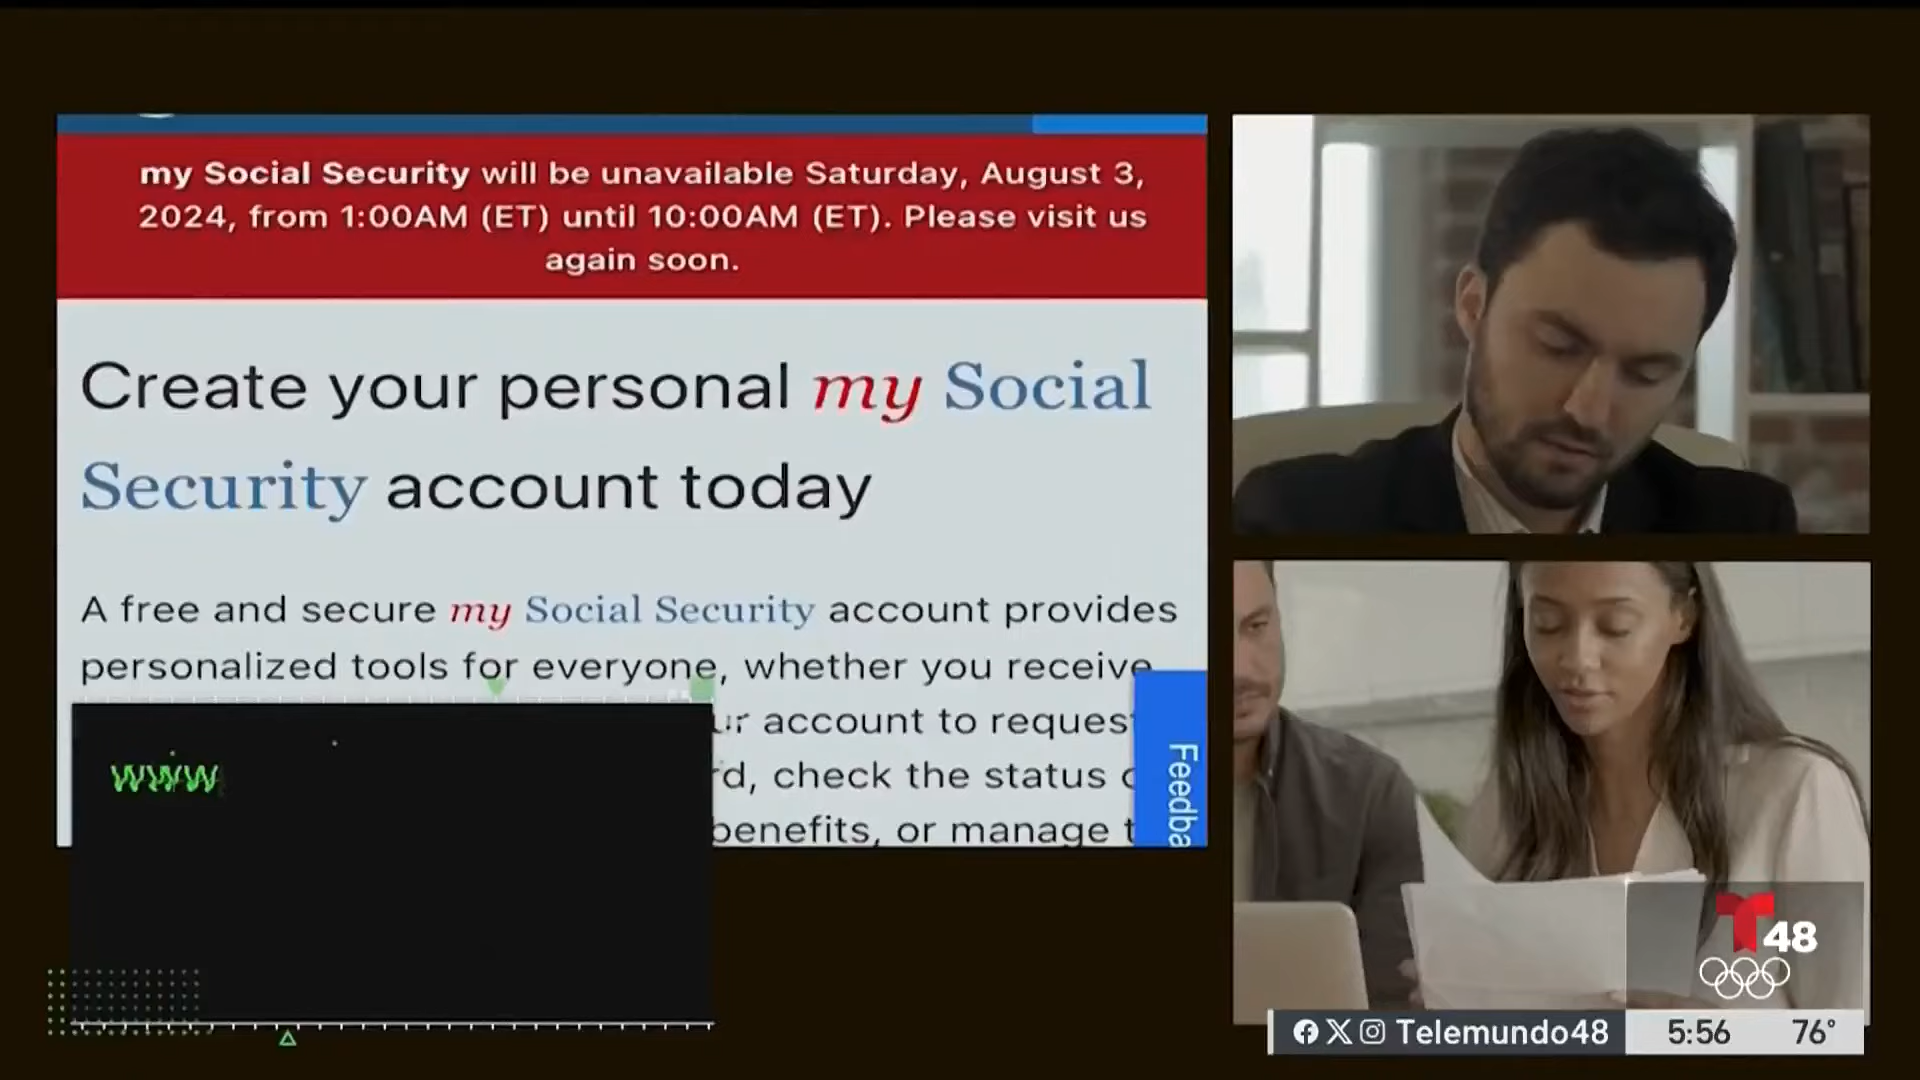 my Social Security will be unavailable Saturday, August 3,
2024, from 1:00AM (ET) until 10:00AM (ET). Please visit us
again soon.
Create your personal my Social
Security account today
A free and secure my Social Security account provides
personalized tools for everyone, whether you receive
account to request
check the status
benefits, or manage
Feedba
www
48
Telemundo48
5:56
76°